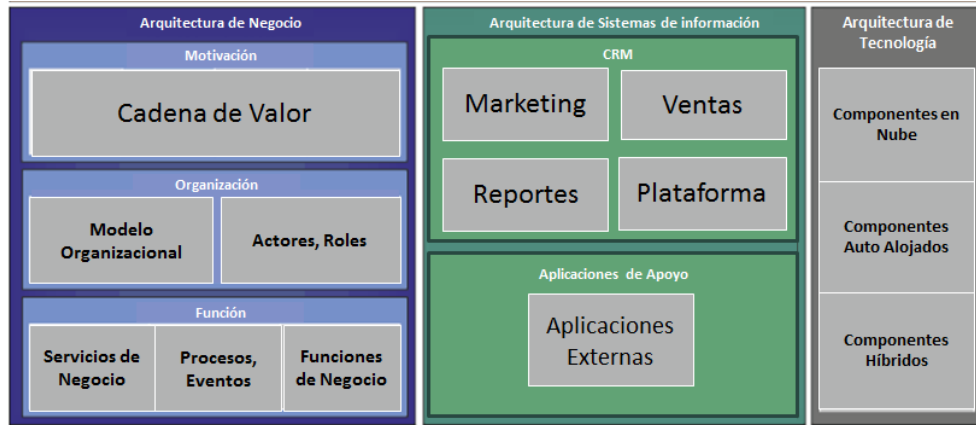 Arquitectura de Negocio
Motivación
Cadena de Valor
Organización
Modelo
Organizacional
Actores, Roles
Función
Servicios de
Negocio
Procesos,
Eventos
Funciones
de Negocio
Arquitectura de Sistemas de información
CRM
Marketing
Ventas
Reportes
Plataforma
Aplicaciones de Apoyo
Aplicaciones
Externas
Arquitectura de
Tecnología
Componentes en
Nube
Componentes
Auto Alojados
Componentes
Híbridos